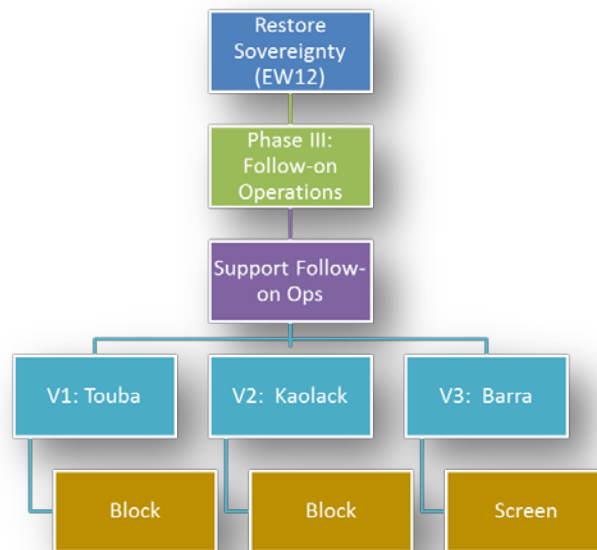 Restore
Sovereignty
(EW12)
Phase III:
Follow-on
Operations
Support Follow-
on Ops
V1: Touba
V2: Kaolack
V3: Barra
Block
Block
Screen